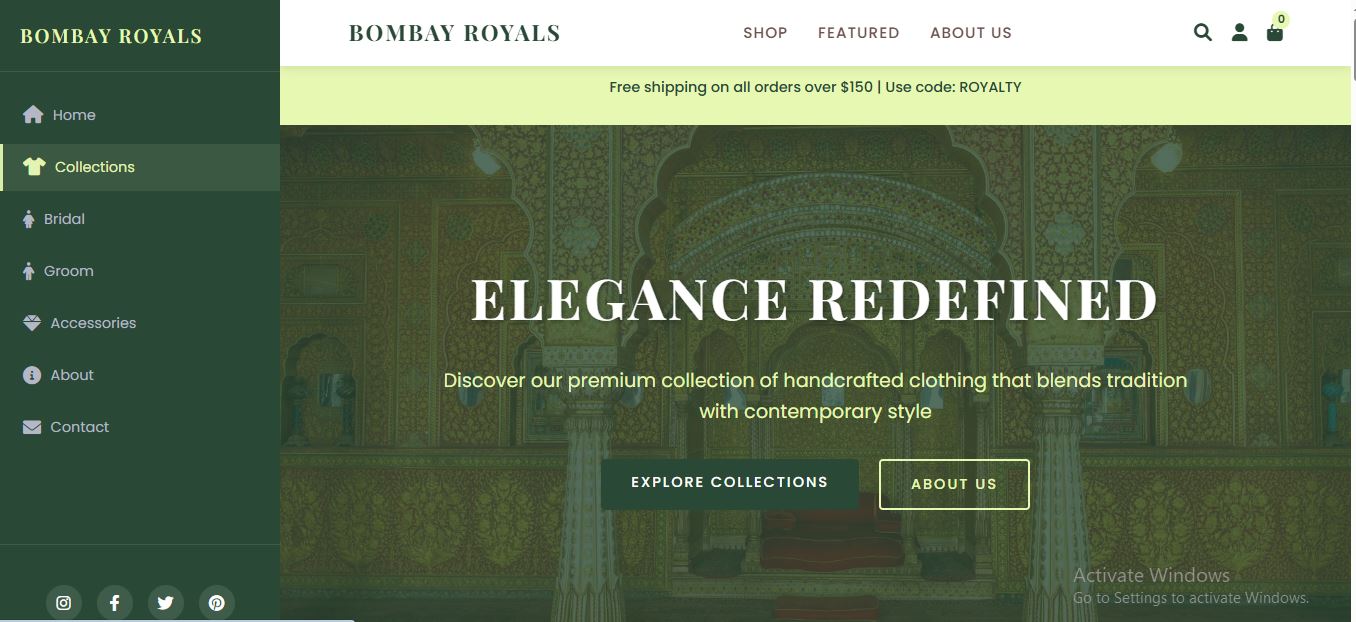 BOMBAY ROYALS
Home
Collections
Bridal
Groom
Accessories
About
Contact
BOMBAY ROYALS
SHOP FEATURED ABOUT US
0
Free shipping on all orders over $150 | Use code: ROYALTY
ELEGANCE REDEFINED
Discover our premium collection of handcrafted clothing that blends tradition
with contemporary style
EXPLORE COLLECTIONS ABOUT US
Activate Windows
Go to Settings to activate Windows.